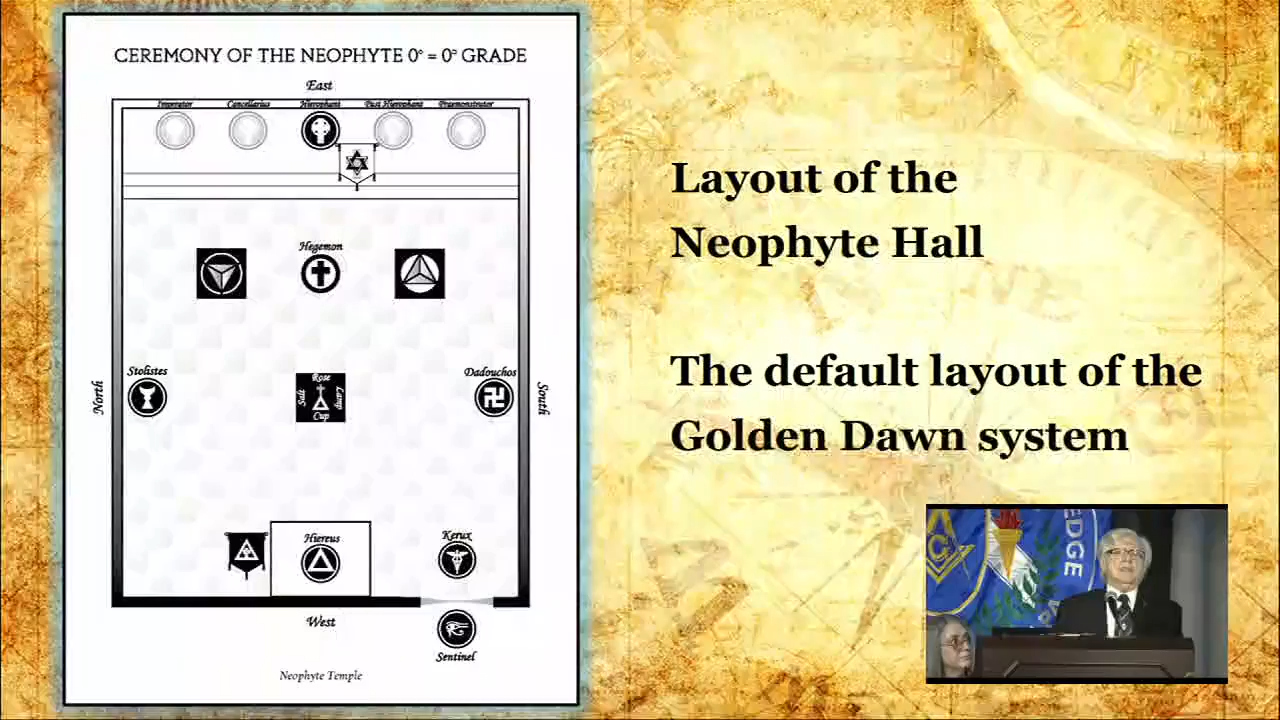 CEREMONY OF THE NEOPHYTE 0° = 0° GRADE
East
Imperator Cancellarius Hierophant Past Hierophant Praemonstrator
Hegemon
Stolistes
Dadouchos
North
South
Rose
Salt
Lamp
Cup
Hiereus
Kerux
West
Sentinel
Neophyte Temple
Layout of the
Neophyte Hall
The default layout of the
Golden Dawn system
EDGE